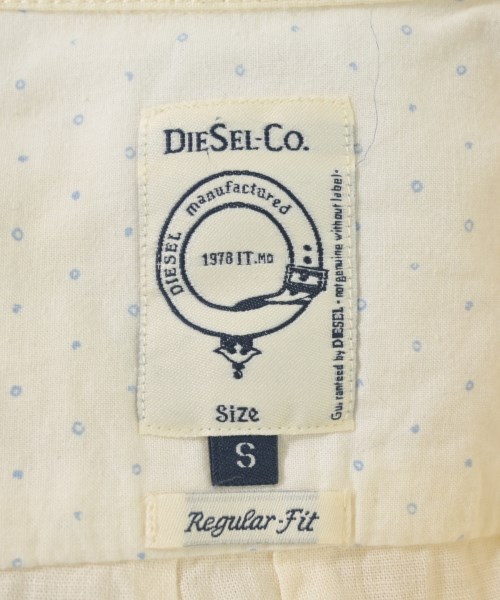 DIESEL-CO.
manufactured
DIESEL
1978 IT.MD
Guaranteed by DIESEL · not genuine without label ·
Size
S
Regular-Fit